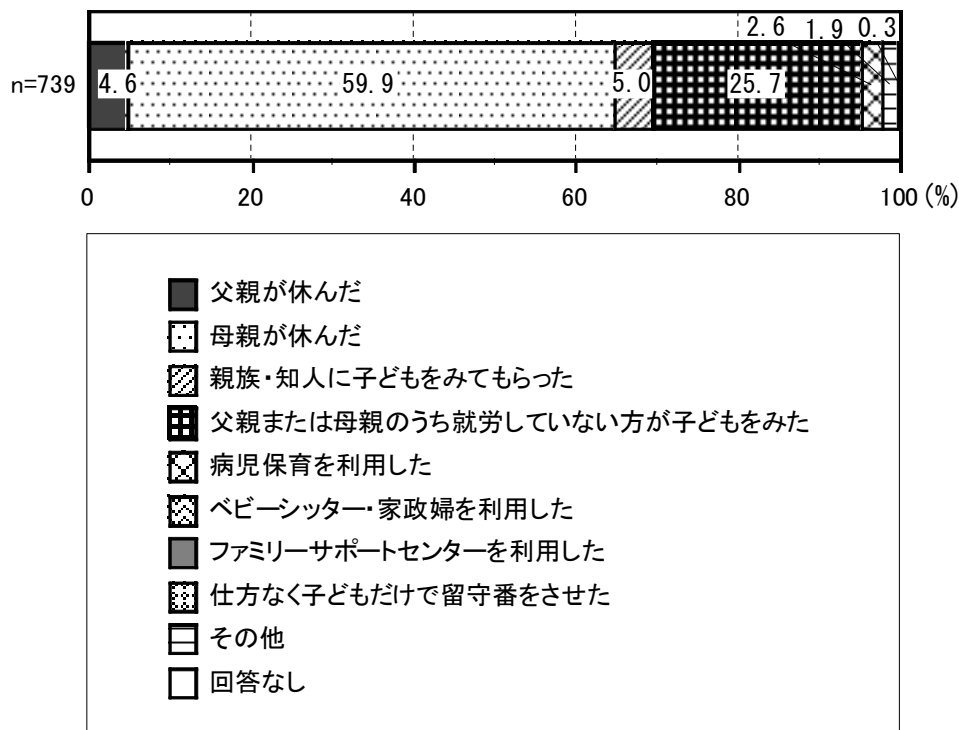 2.6 1.9 0.3
n=739 4.6 59.9 5.0 25.7
0 20 40 60 80 100 (%)
父親が休んだ
母親が休んだ
親族・知人に子どもをみてもらった
父親または母親のうち就労していない方が子どもをみた
病児保育を利用した
ベビーシッター・家政婦を利用した
ファミリーサポートセンターを利用した
仕方なく子どもだけで留守番をさせた
その他
回答なし